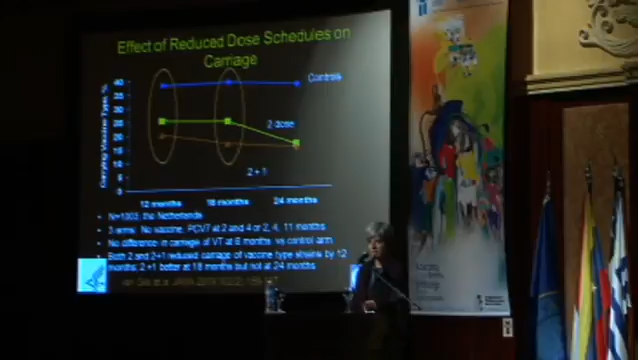 Effect of Reduced Dose Schedules on
Carriage
Carrying Vaccine Type, %
40
35
30
25
20
15
10
5
0
Controls
2 dose
2 + 1
12 months 18 months 24 months
• N=1003, the Netherlands
• 3 arms: No vaccine, PCV7 at 2 and 4 or 2, 4, 11 months
• No difference in carriage of VT at 6 months vs control arm
• Both 2 and 2+1 reduced carriage of vaccine type strains by 12
months; 2+1 better at 18 months but not at 24 months